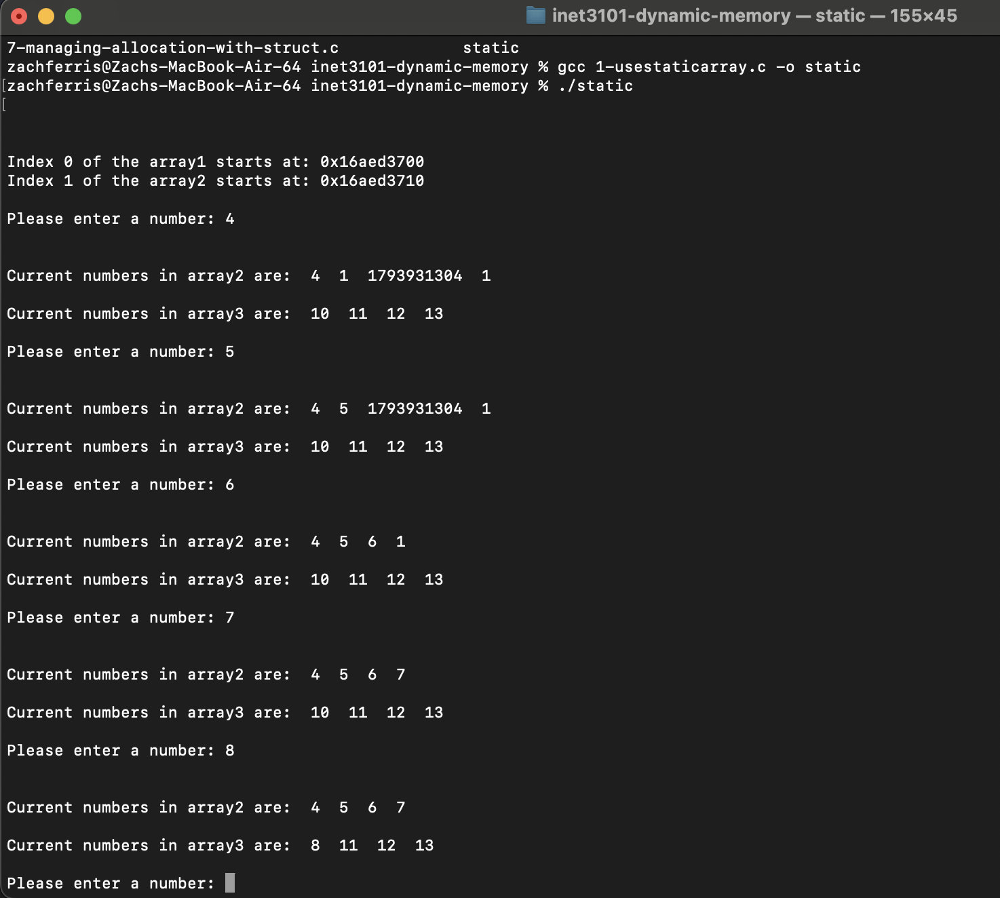 inet3101-dynamic-memory — static — 155×45
7-managing-allocation-with-struct.c             static
zachferris@Zachs-MacBook-Air-64 inet3101-dynamic-memory % gcc 1-usestaticarray.c -o static
[zachferris@Zachs-MacBook-Air-64 inet3101-dynamic-memory % ./static
[
Index 0 of the array1 starts at: 0x16aed3700
Index 1 of the array2 starts at: 0x16aed3710
Please enter a number: 4
Current numbers in array2 are:  4  1  1793931304  1
Current numbers in array3 are:  10  11  12  13
Please enter a number: 5
Current numbers in array2 are:  4  5  1793931304  1
Current numbers in array3 are:  10  11  12  13
Please enter a number: 6
Current numbers in array2 are:  4  5  6  1
Current numbers in array3 are:  10  11  12  13
Please enter a number: 7
Current numbers in array2 are:  4  5  6  7
Current numbers in array3 are:  10  11  12  13
Please enter a number: 8
Current numbers in array2 are:  4  5  6  7
Current numbers in array3 are:  8  11  12  13
Please enter a number: